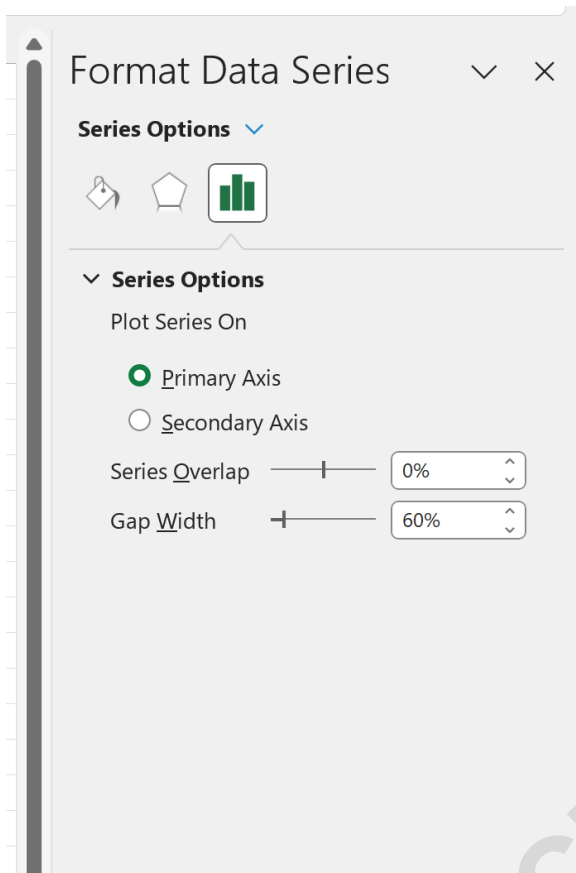 Format Data Series
Series Options
Series Options
Plot Series On
Primary Axis
Secondary Axis
Series Overlap 0%
Gap Width 60%